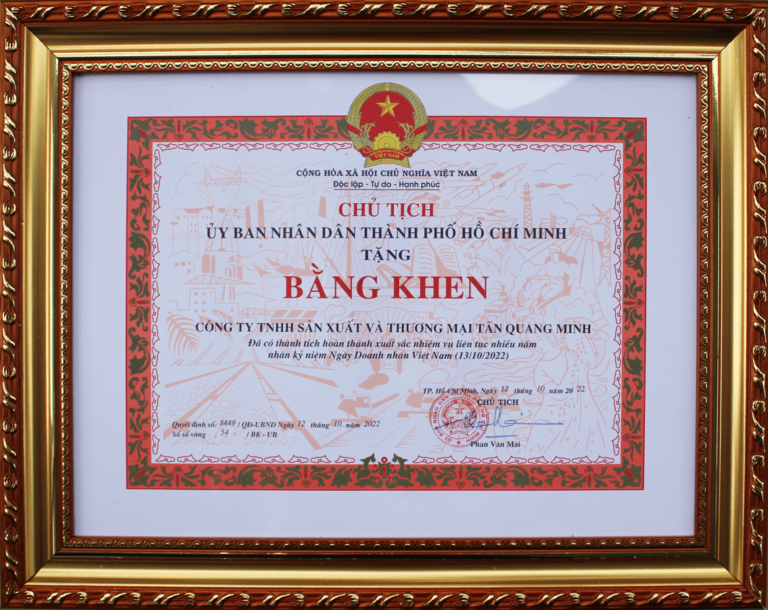 VIỆT NAM
CỘNG HÒA XÃ HỘI CHỦ NGHĨA VIỆT NAM
Độc lập - Tự do - Hạnh phúc
CHỦ TỊCH
ỦY BAN NHÂN DÂN THÀNH PHỐ HỒ CHÍ MINH
TẶNG
BẰNG KHEN
CÔNG TY TNHH SẢN XUẤT VÀ THƯƠNG MẠI TÂN QUANG MINH
Đã có thành tích hoàn thành xuất sắc nhiệm vụ liên tục nhiều năm
nhân kỷ niệm Ngày Doanh nhân Việt Nam (13/10/2022)
TP. Hồ Chí Minh, Ngày 12 tháng 10 năm 2022
CHỦ TỊCH
Quyết định số: 3449 / QĐ-UBND Ngày 12 tháng 10 năm 2022
Số sổ vàng : 54 - / BK - UB
Phan Văn Mãi